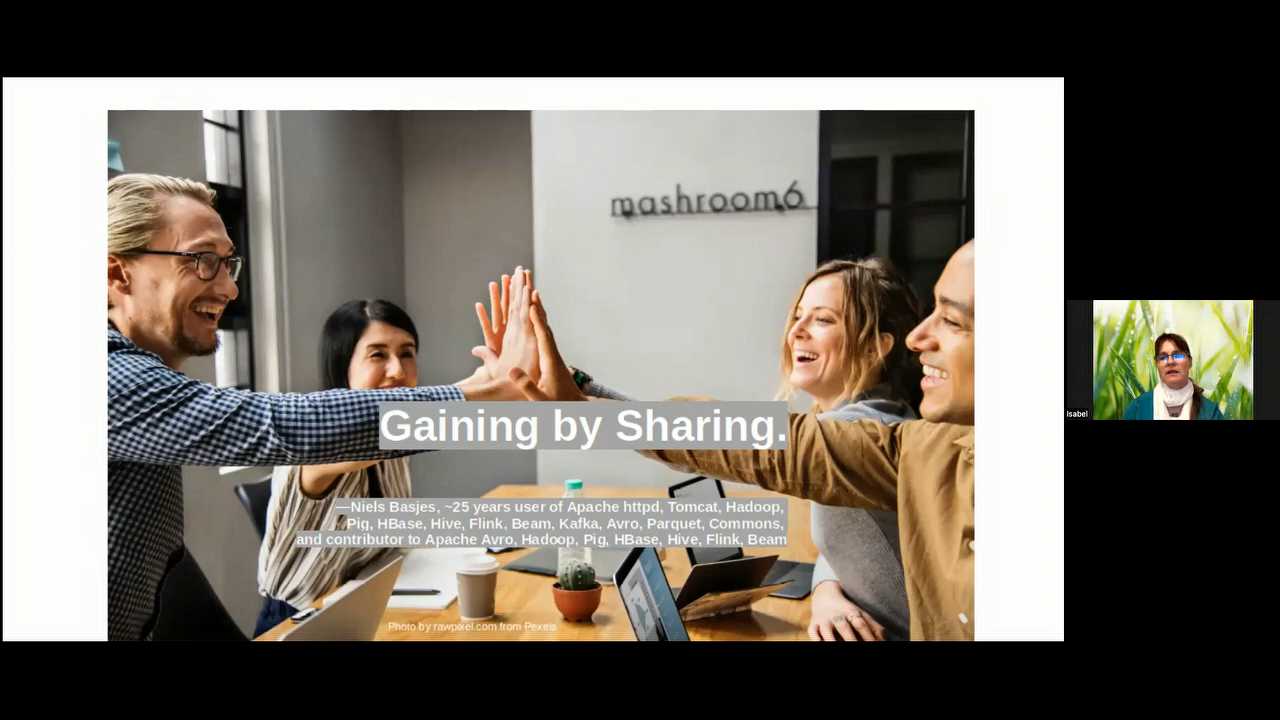 mashroom6
Gaining by Sharing.
—Niels Basjes, ~25 years user of Apache httpd, Tomcat, Hadoop,
Pig, HBase, Hive, Flink, Beam, Kafka, Avro, Parquet, Commons,
and contributor to Apache Avro, Hadoop, Pig, HBase, Hive, Flink, Beam
Photo by rawpixel.com from Pexels
Isabel